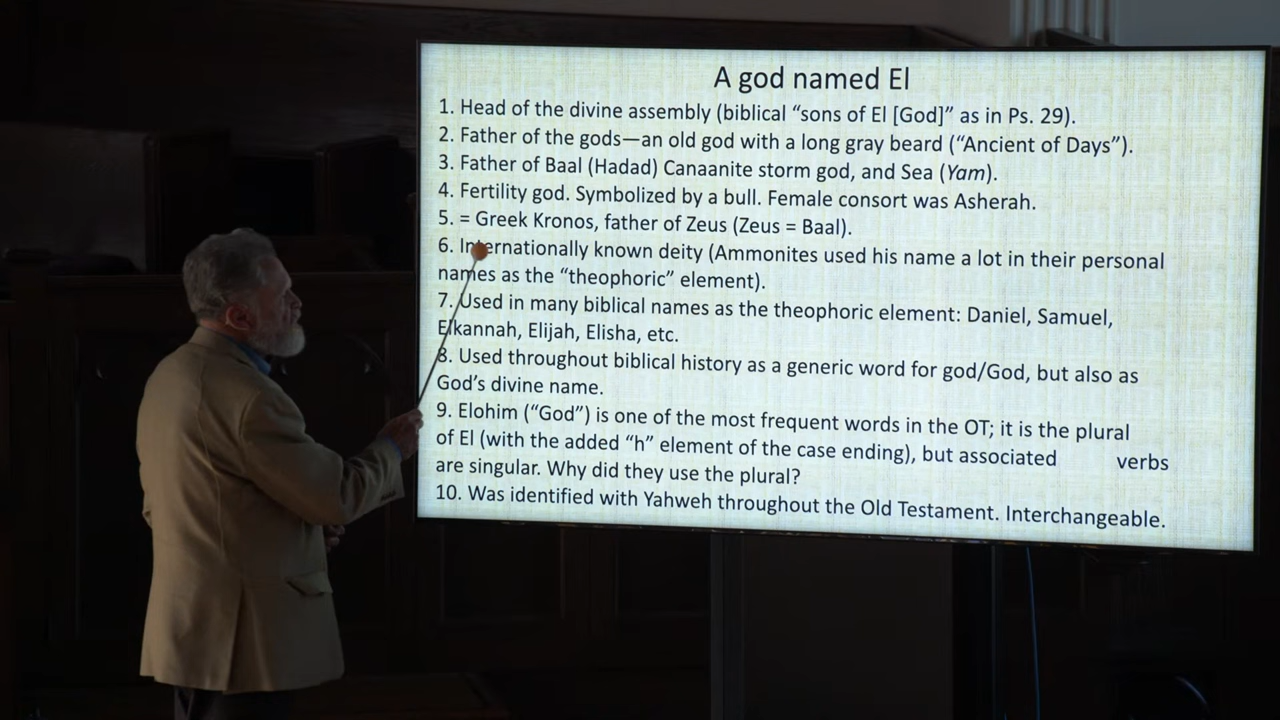 A god named El
1. Head of the divine assembly (biblical “sons of El [God]” as in Ps. 29).
2. Father of the gods—an old god with a long gray beard (“Ancient of Days”).
3. Father of Baal (Hadad) Canaanite storm god, and Sea (Yam).
4. Fertility god. Symbolized by a bull. Female consort was Asherah.
5. = Greek Kronos, father of Zeus (Zeus = Baal).
6. Internationally known deity (Ammonites used his name a lot in their personal
names as the “theophoric” element).
7. Used in many biblical names as the theophoric element: Daniel, Samuel,
Elkannah, Elijah, Elisha, etc.
8. Used throughout biblical history as a generic word for god/God, but also as
God’s divine name.
9. Elohim (“God”) is one of the most frequent words in the OT; it is the plural
of El (with the added “h” element of the case ending), but associated verbs
are singular. Why did they use the plural?
10. Was identified with Yahweh throughout the Old Testament. Interchangeable.